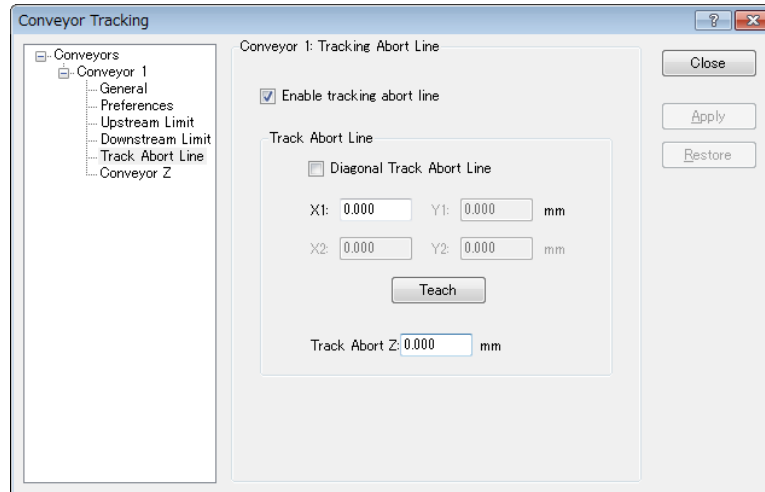 Conveyor Tracking
Conveyors
Conveyor 1
General
Preferences
Upstream Limit
Downstream Limit
Track Abort Line
Conveyor Z
Conveyor 1: Tracking Abort Line
Enable tracking abort line
Track Abort Line
Diagonal Track Abort Line
X1: 0.000 Y1: 0.000 mm
X2: 0.000 Y2: 0.000 mm
Teach
Track Abort Z: 0.000 mm
Close
Apply
Restore